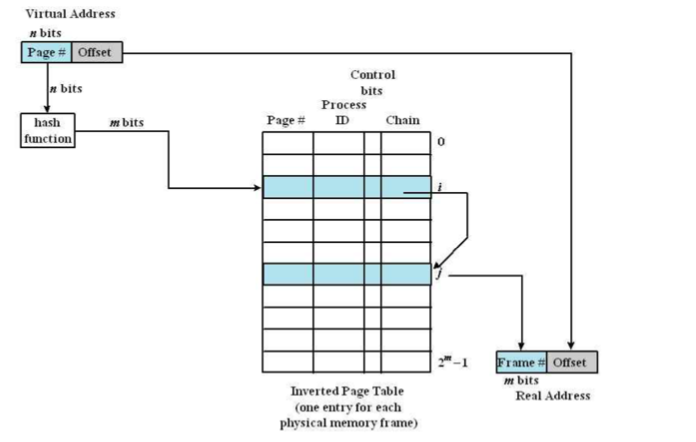 Virtual Address
n bits
Page # Offset
n bits
hash
function
m bits
Control
bits
Process
Page # ID Chain
0
i
j
2^m – 1
Frame # Offset
m bits
Real Address
Inverted Page Table
(one entry for each
physical memory frame)